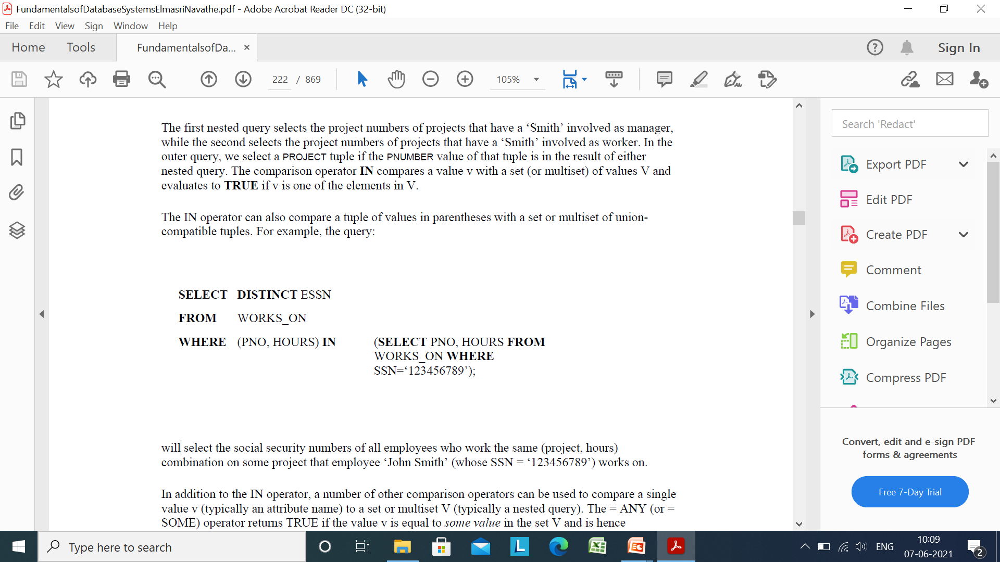 FundamentalsofDatabaseSystemsElmasriNavathe.pdf - Adobe Acrobat Reader DC (32-bit)
File Edit View Sign Window Help
Home Tools FundamentalsofDa... × Sign In
222 / 869 105%
The first nested query selects the project numbers of projects that have a ‘Smith’ involved as manager,
while the second selects the project numbers of projects that have a ‘Smith’ involved as worker. In the
outer query, we select a PROJECT tuple if the PNUMBER value of that tuple is in the result of either
nested query. The comparison operator IN compares a value v with a set (or multiset) of values V and
evaluates to TRUE if v is one of the elements in V.
The IN operator can also compare a tuple of values in parentheses with a set or multiset of union-
compatible tuples. For example, the query:
SELECT DISTINCT ESSN
FROM WORKS_ON
WHERE (PNO, HOURS) IN (SELECT PNO, HOURS FROM
WORKS_ON WHERE
SSN=‘123456789’);
will select the social security numbers of all employees who work the same (project, hours)
combination on some project that employee ‘John Smith’ (whose SSN = ‘123456789’) works on.
In addition to the IN operator, a number of other comparison operators can be used to compare a single
value v (typically an attribute name) to a set or multiset V (typically a nested query). The = ANY (or =
SOME) operator returns TRUE if the value v is equal to some value in the set V and is hence
Search 'Redact'
Export PDF
Edit PDF
Create PDF
Comment
Combine Files
Organize Pages
Compress PDF
Convert, edit and e-sign PDF
forms & agreements
Free 7-Day Trial
Type here to search
L
ENG
10:09
07-06-2021
2